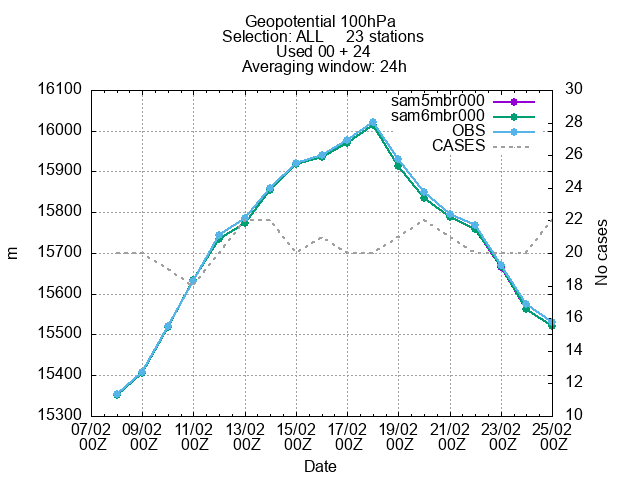 Geopotential 100hPa
Selection: ALL 23 stations
Used 00 + 24
Averaging window: 24h
sam5mbr000
sam6mbr000
OBS
CASES
16100
16000
15900
15800
15700
15600
15500
15400
15300
m
30
28
26
24
22
20
18
16
14
12
10
No cases
07/02 09/02 11/02 13/02 15/02 17/02 19/02 21/02 23/02 25/02
00Z 00Z 00Z 00Z 00Z 00Z 00Z 00Z 00Z 00Z
Date